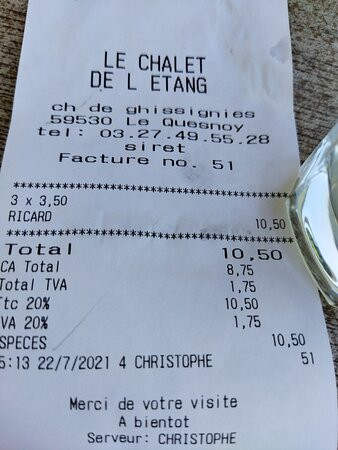 LE CHALET
DE L ETANG
ch de ghissignies
59530 Le Quesnoy
tel: 03.27.49.55.28
siret
Facture no. 51
****************************************
3 x 3,50
RICARD 10,50
****************************************
Total 10,50
CA Total 8,75
Total TVA 1,75
Ttc 20% 10,50
VA 20% 1,75
SPECES 10,50
5:13 22/7/2021 4 CHRISTOPHE 51
Merci de votre visite
A bientot
Serveur: CHRISTOPHE